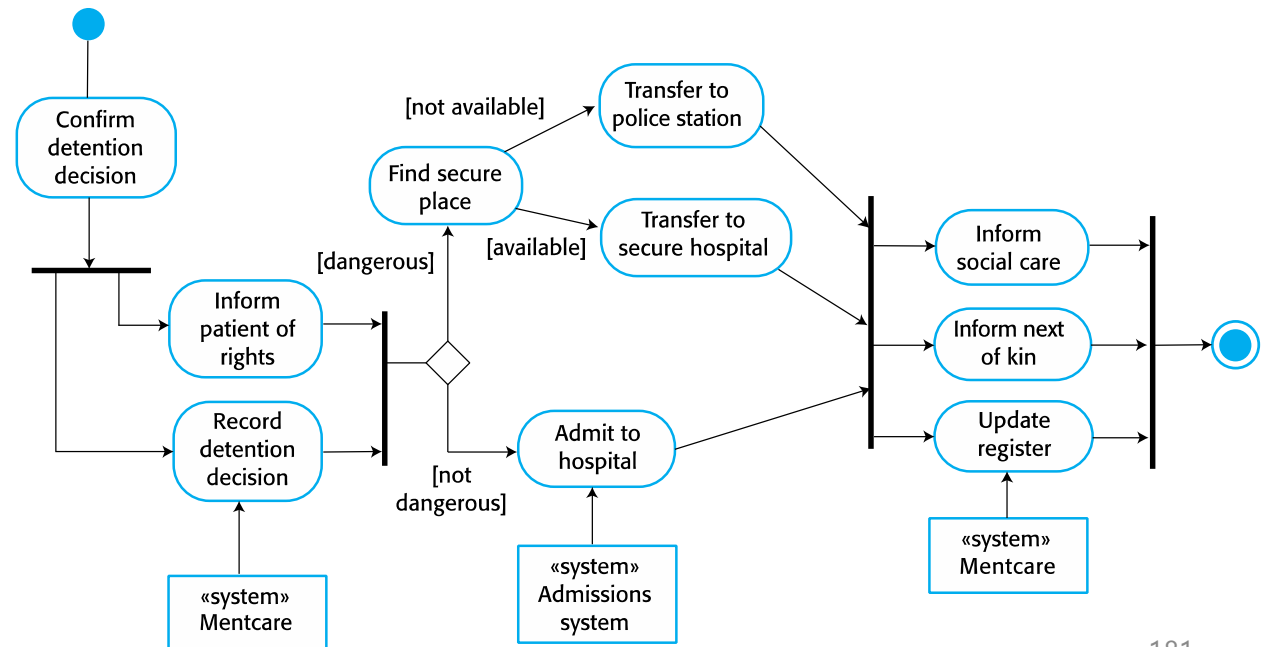 Confirm
detention
decision
Inform
patient of
rights
Record
detention
decision
«system»
Mentcare
[dangerous]
[not
dangerous]
Find secure
place
[not available]
[available]
Transfer to
police station
Transfer to
secure hospital
Admit to
hospital
«system»
Admissions
system
Inform
social care
Inform next
of kin
Update
register
«system»
Mentcare